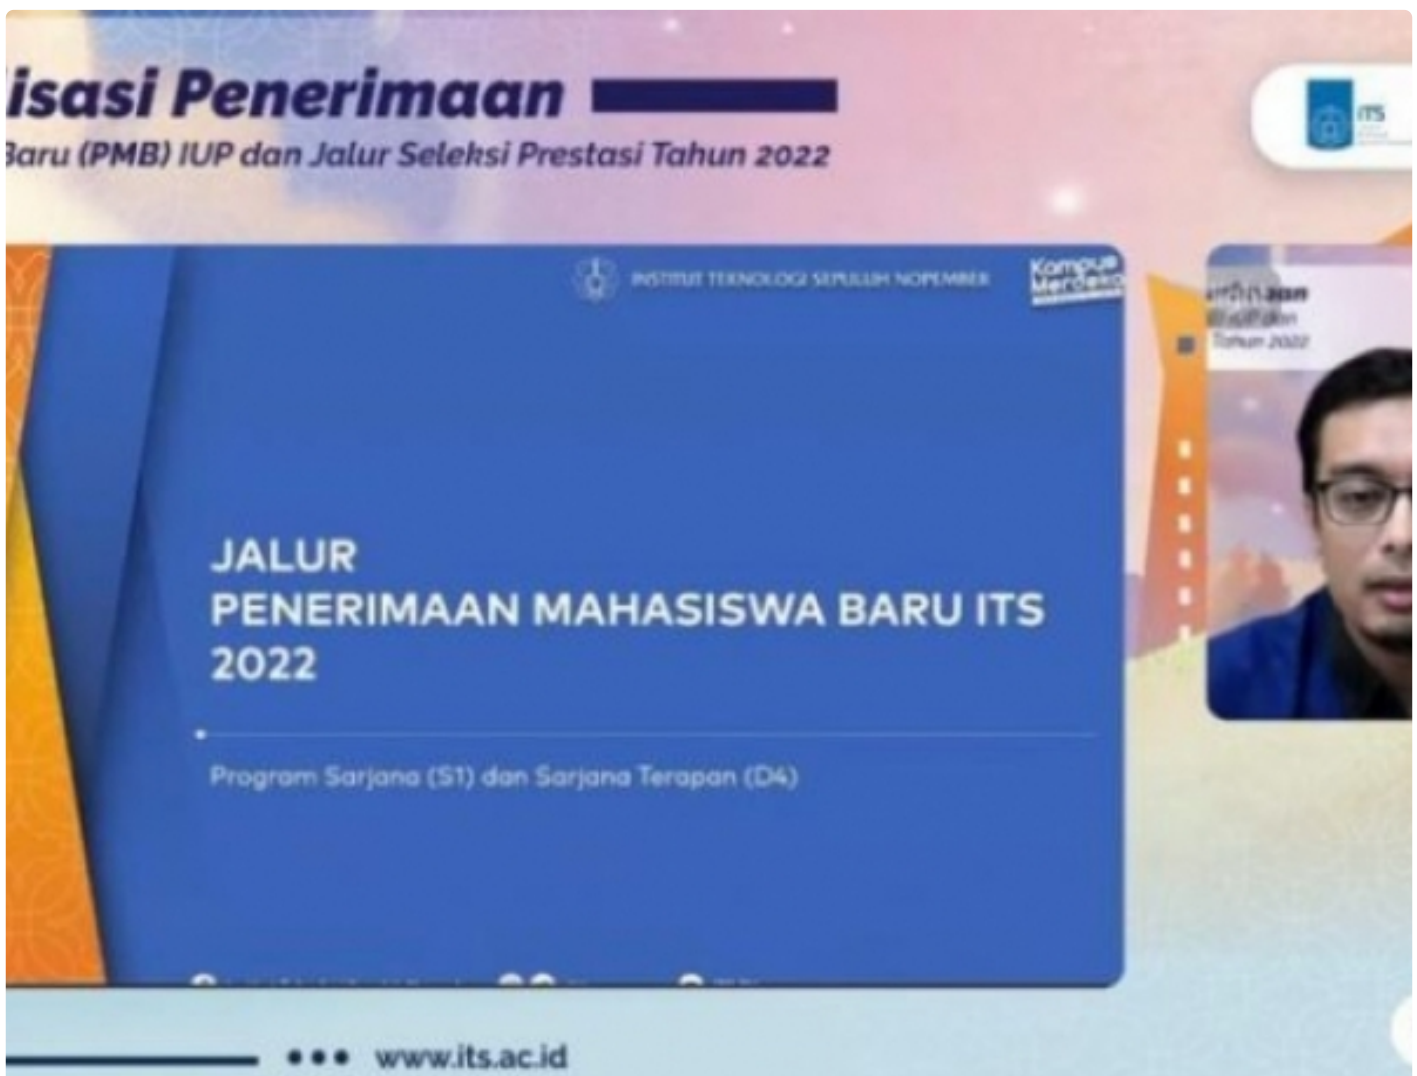 isasi Penerimaan
Baru (PMB) IUP dan Jalur Seleksi Prestasi Tahun 2022
ITS
INSTITUT TEKNOLOGI SEPULUH NOPEMBER
Kampus
Merdeka
JALUR
PENERIMAAN MAHASISWA BARU ITS
2022
Program Sarjana (S1) dan Sarjana Terapan (D4)
Tahun 2022
www.its.ac.id